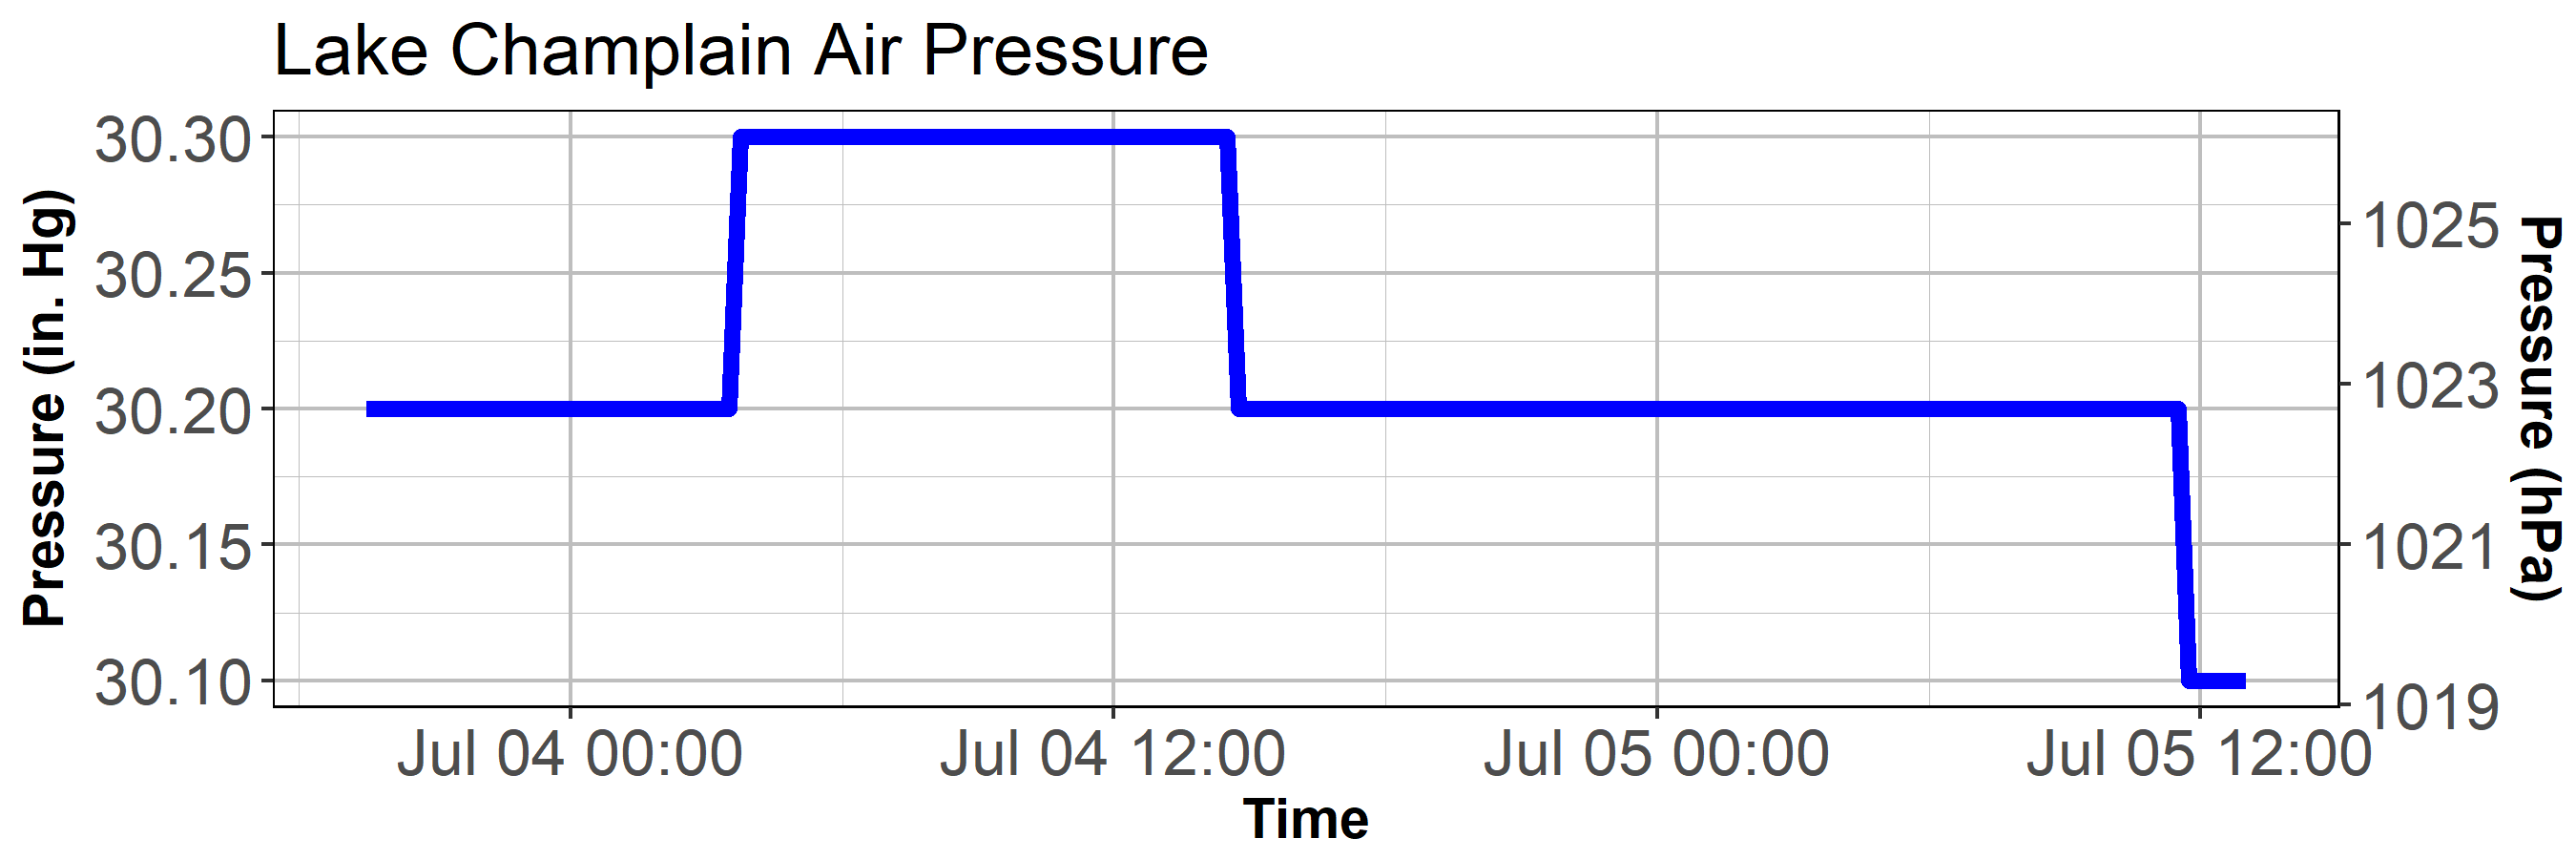 Lake Champlain Air Pressure
Pressure (in. Hg)
30.30
30.25
30.20
30.15
30.10
1025
1023
1021
1019
Pressure (hPa)
Jul 04 00:00
Jul 04 12:00
Jul 05 00:00
Jul 05 12:00
Time